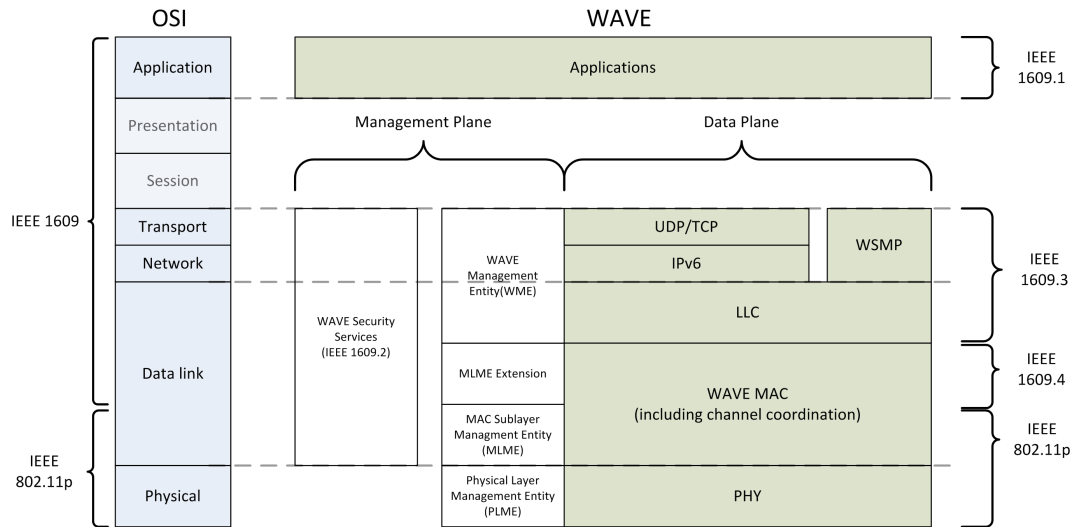 OSI
WAVE
Application
Applications
IEEE
1609.1
Presentation
Management Plane
Data Plane
Session
IEEE 1609
Transport
UDP/TCP
WSMP
Network
WAVE
Management
Entity(WME)
IPv6
IEEE
1609.3
WAVE Security
Services
(IEEE 1609.2)
LLC
Data link
MLME Extension
WAVE MAC
(including channel coordination)
IEEE
1609.4
MAC Sublayer
Managment Entity
(MLME)
IEEE
802.11p
IEEE
802.11p
Physical
Physical Layer
Management Entity
(PLME)
PHY